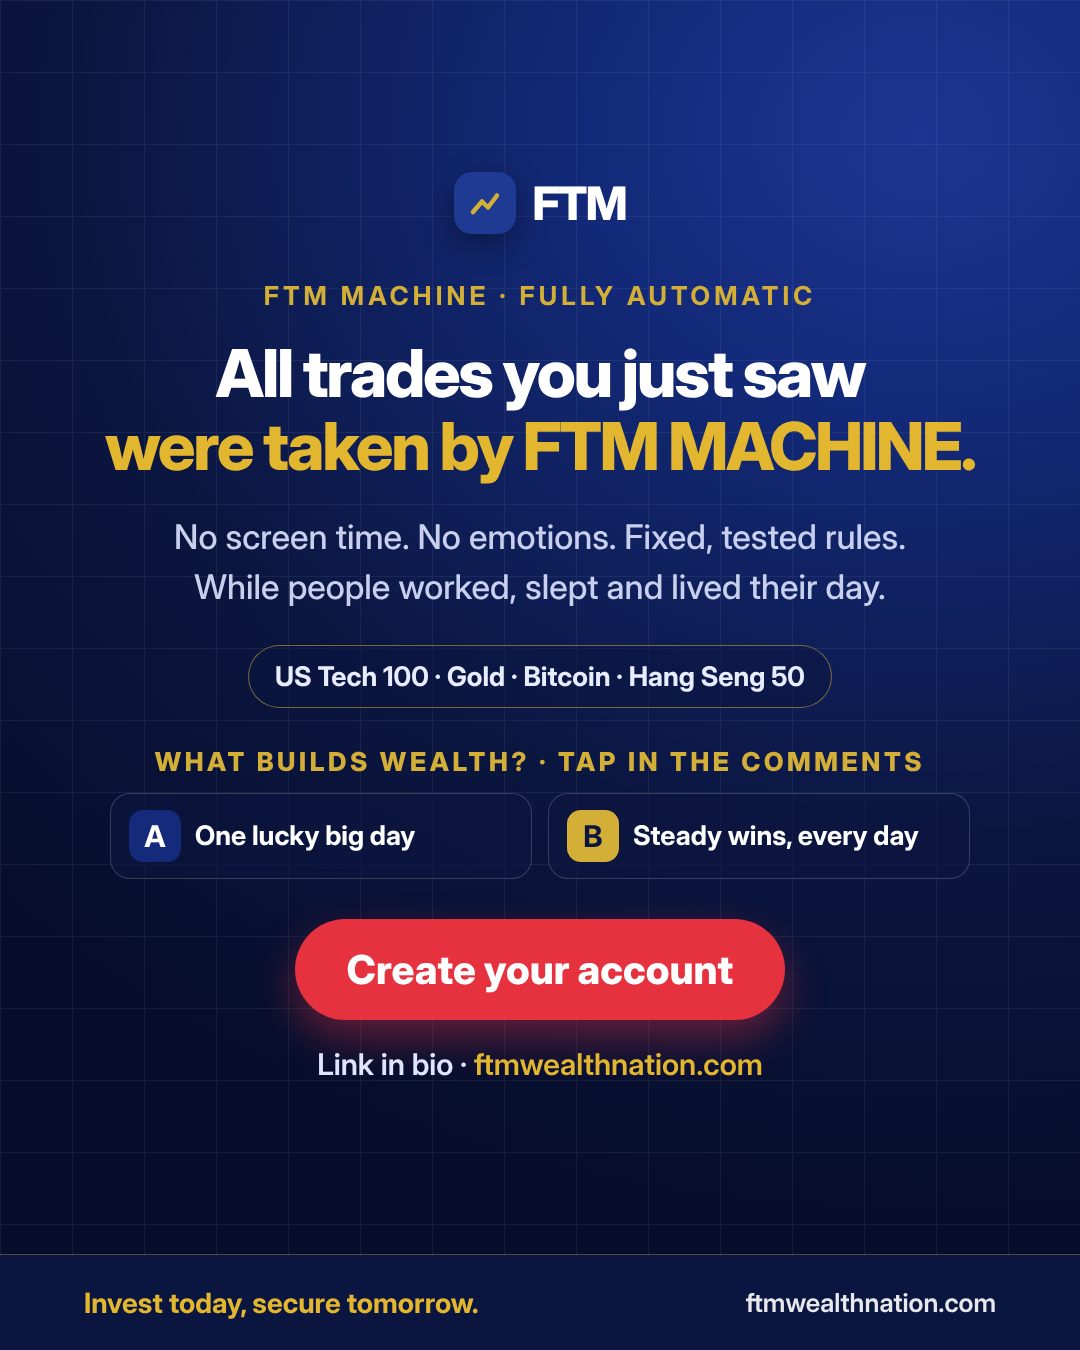 FTM
FTM MACHINE · FULLY AUTOMATIC
All trades you just saw
were taken by FTM MACHINE.
No screen time. No emotions. Fixed, tested rules.
While people worked, slept and lived their day.
US Tech 100 · Gold · Bitcoin · Hang Seng 50
WHAT BUILDS WEALTH? · TAP IN THE COMMENTS
A One lucky big day
B Steady wins, every day
Create your account
Link in bio · ftmwealthnation.com
Invest today, secure tomorrow.
ftmwealthnation.com